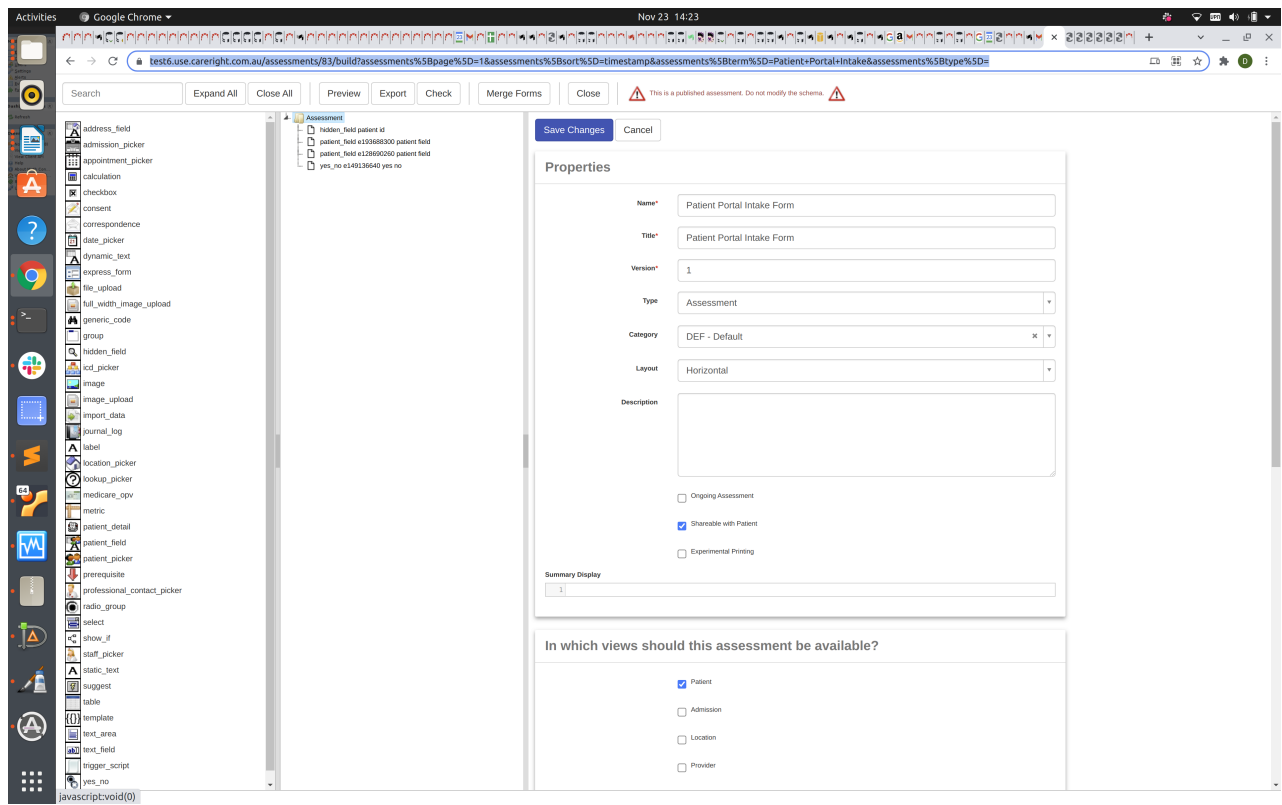 Activities
Google Chrome
Nov 23 14:23
test6.use.careright.com.au/assessments/83/build?assessments%5Bpage%5D=1&assessments%5Bsort%5D=timestamp&assessments%5Bterm%5D=Patient+Portal+Intake&assessments%5Btype%5D=
Search
Expand All
Close All
Preview
Export
Check
Merge Forms
Close
This is a published assessment. Do not modify the schema.
address_field
admission_picker
appointment_picker
calculation
checkbox
consent
correspondence
date_picker
dynamic_text
express_form
file_upload
full_width_image_upload
generic_code
group
hidden_field
icd_picker
image
image_upload
import_data
journal_log
label
location_picker
lookup_picker
medicare_opv
metric
patient_detail
patient_field
patient_picker
prerequisite
professional_contact_picker
radio_group
select
show_if
staff_picker
static_text
suggest
table
template
text_area
text_field
trigger_script
yes_no
javascript:void(0)
Assessment
hidden_field patient id
patient_field e193688300 patient field
patient_field e128690260 patient field
yes_no e149136640 yes no
Save Changes
Cancel
Properties
Name* Patient Portal Intake Form
Title* Patient Portal Intake Form
Version* 1
Type Assessment
Category DEF - Default
Layout Horizontal
Description
Ongoing Assessment
Shareable with Patient
Experimental Printing
Summary Display
1
In which views should this assessment be available?
Patient
Admission
Location
Provider
64